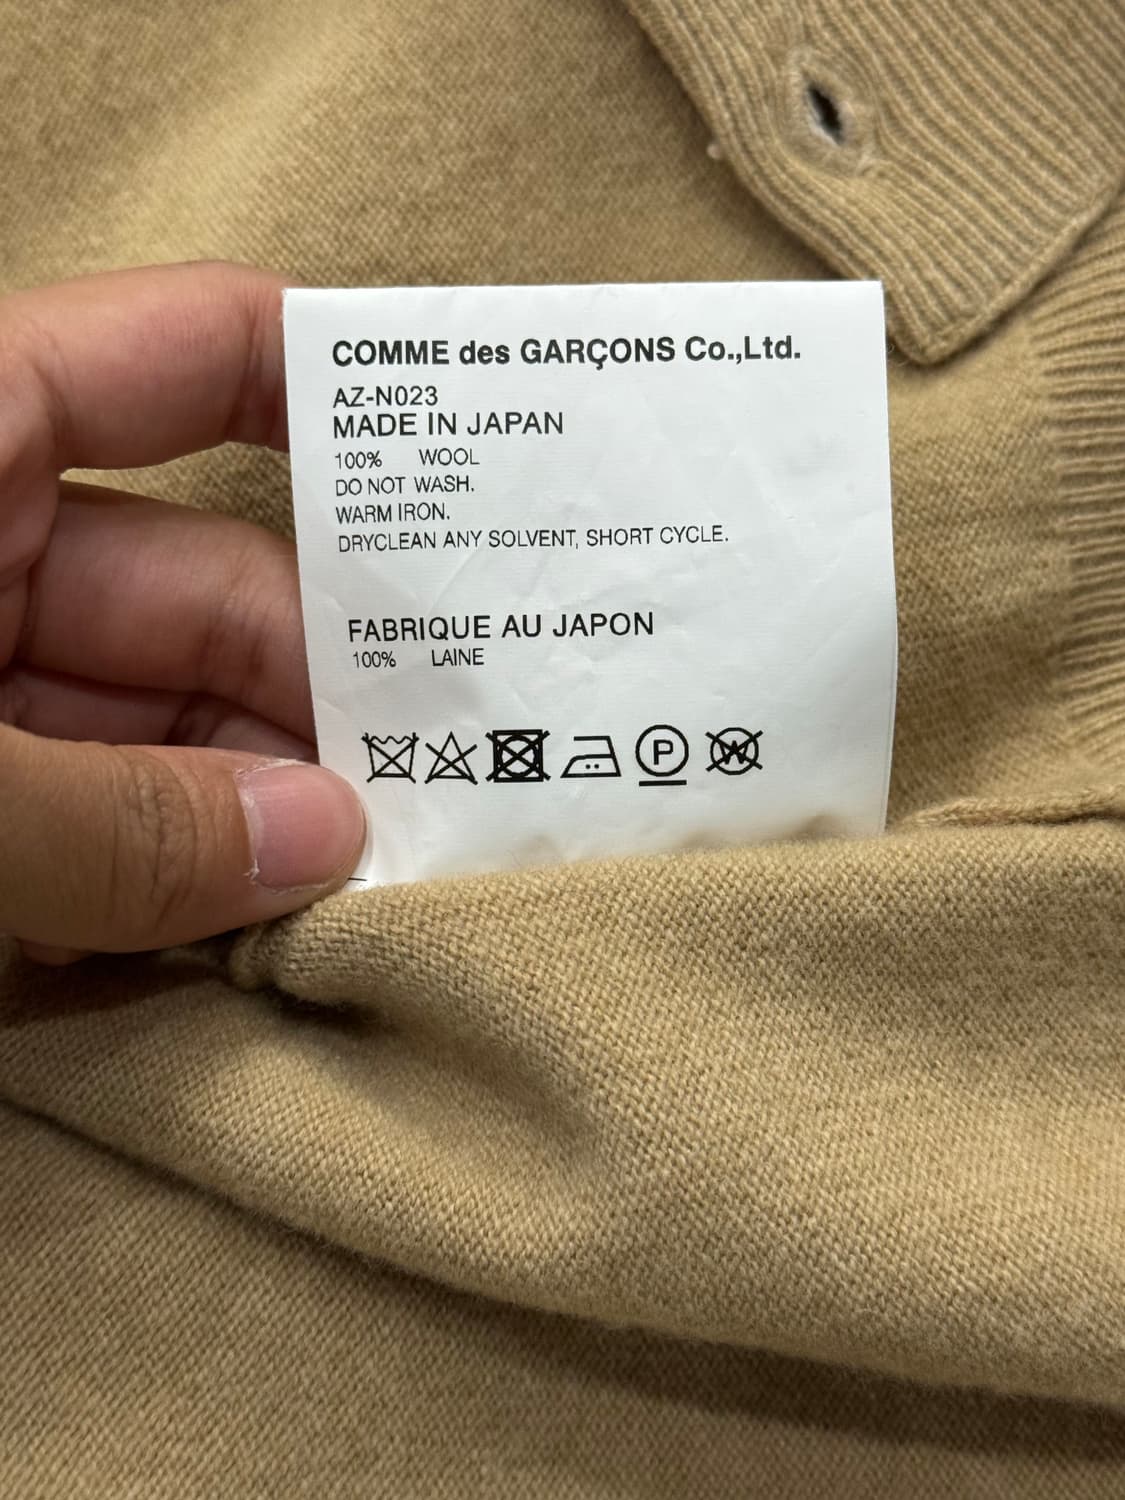 COMME des GARÇONS Co.,Ltd.
AZ-N023
MADE IN JAPAN
100% WOOL
DO NOT WASH.
WARM IRON.
DRYCLEAN ANY SOLVENT, SHORT CYCLE.
FABRIQUE AU JAPON
100% LAINE
P W